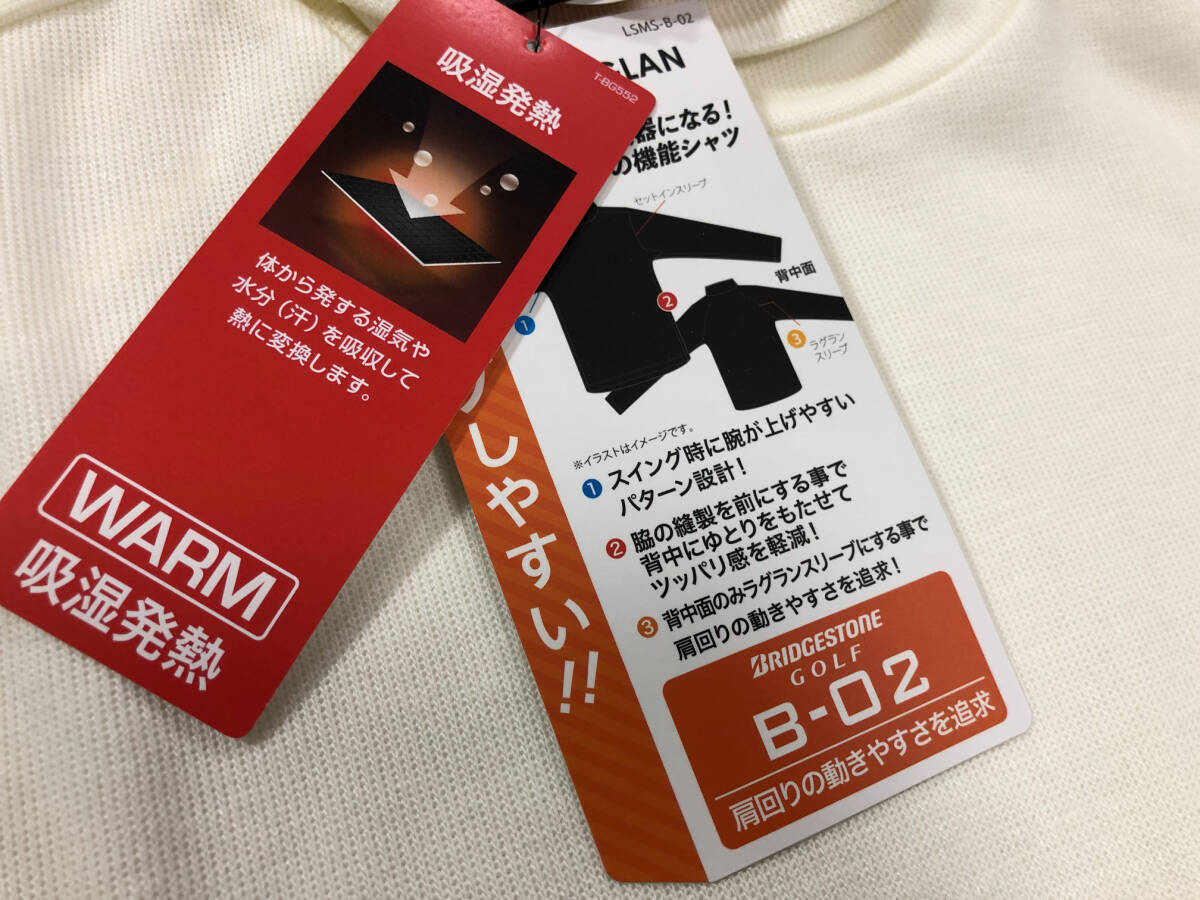 吸湿発熱
T-BG552
体から発する湿気や
水分（汗）を吸収して
熱に変換します。
WARM
吸湿発熱
LSMS-B-02
GLAN
器になる！
の機能シャツ
セットインスリーブ
背中面
1
2
3
ラグラン
スリーブ
※イラストはイメージです。
1 スイング時に腕が上げやすい
パターン設計！
2 脇の縫製を前にする事で
背中にゆとりをもたせて
ツッパリ感を軽減！
3 背中面のみラグランスリーブにする事で
肩回りの動きやすさを追求！
しやすい!!
BRIDGESTONE
GOLF
B-02
肩回りの動きやすさを追求